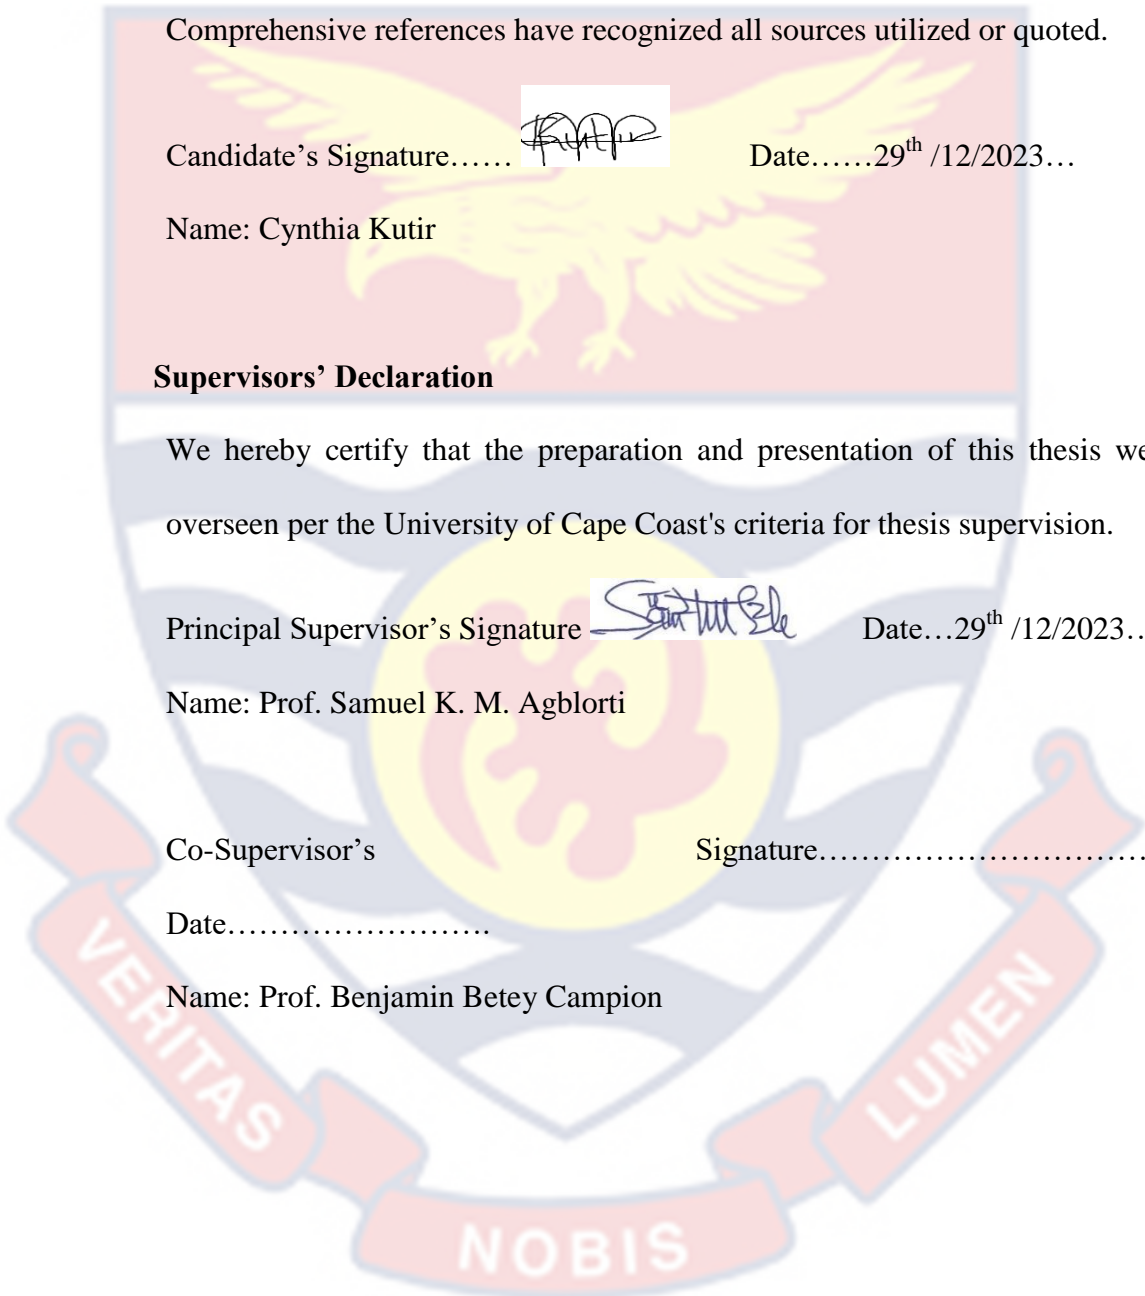 Comprehensive references have recognized all sources utilized or quoted.
Candidate’s Signature…… Date……29th /12/2023…
Name: Cynthia Kutir
Supervisors’ Declaration
We hereby certify that the preparation and presentation of this thesis we
overseen per the University of Cape Coast's criteria for thesis supervision.
Principal Supervisor’s Signature Date…29th /12/2023…
Name: Prof. Samuel K. M. Agblorti
Co-Supervisor’s Signature……………………………
Date…………………….
Name: Prof. Benjamin Betey Campion
VERITAS
NOBIS
LUMEN